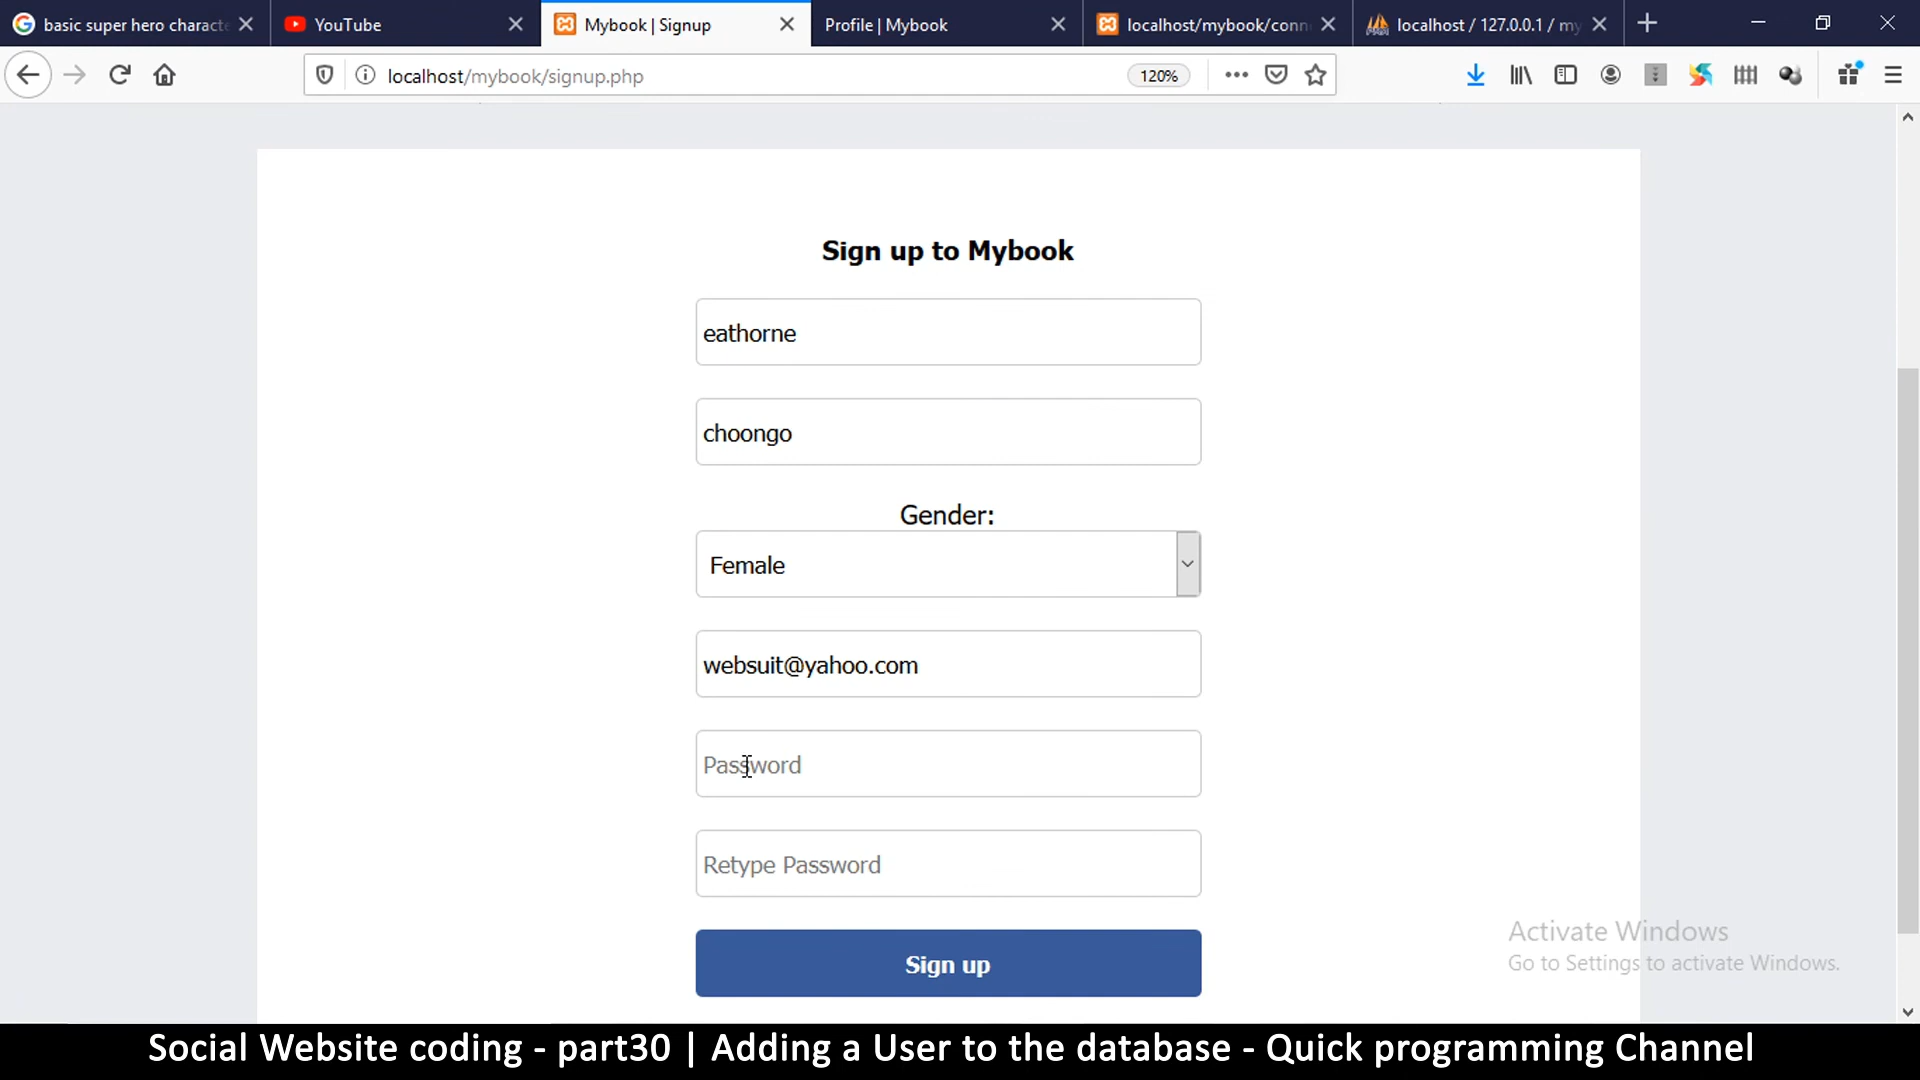 basic super hero characte
YouTube
Mybook | Signup
Profile | Mybook
localhost/mybook/conn
localhost / 127.0.0.1 / my
localhost/mybook/signup.php
120%
Sign up to Mybook
eathorne
choongo
Gender:
Female
websuit@yahoo.com
Password
Retype Password
Sign up
Activate Windows
Go to Settings to activate Windows.
Social Website coding - part30 | Adding a User to the database - Quick programming Channel